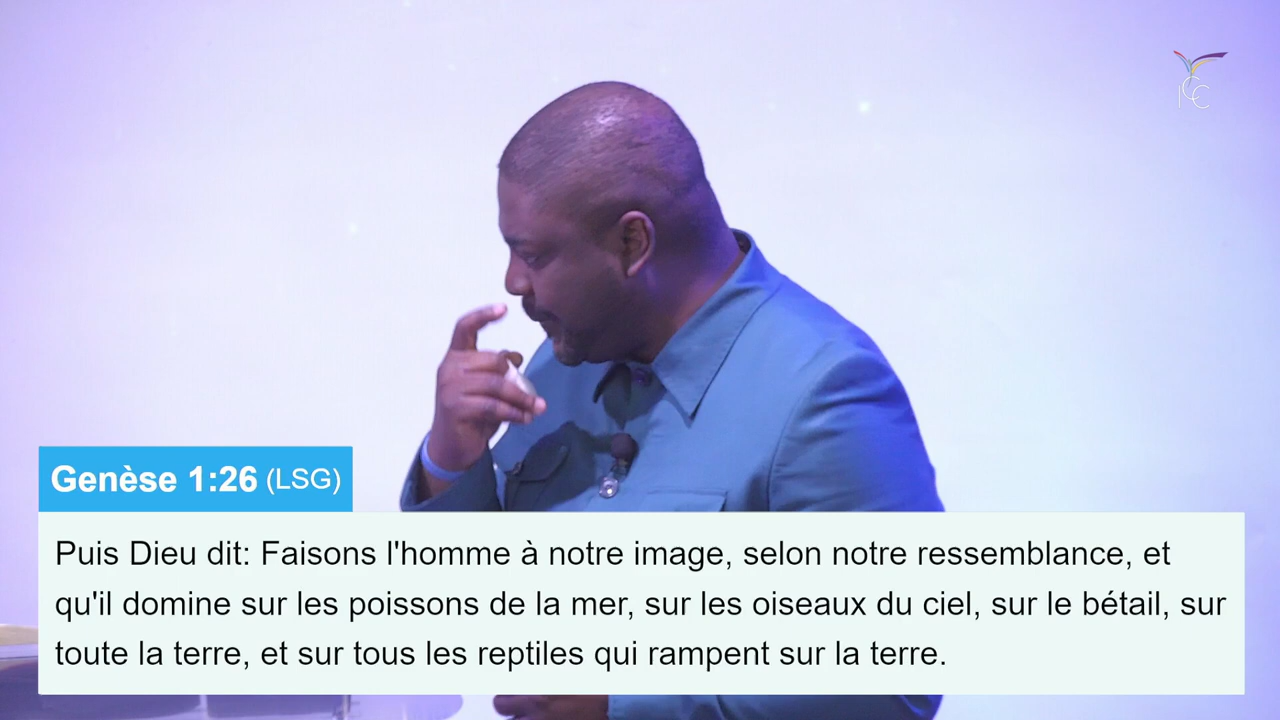 ICC
Genèse 1:26 (LSG)
Puis Dieu dit: Faisons l'homme à notre image, selon notre ressemblance, et
qu'il domine sur les poissons de la mer, sur les oiseaux du ciel, sur le bétail, sur
toute la terre, et sur tous les reptiles qui rampent sur la terre.